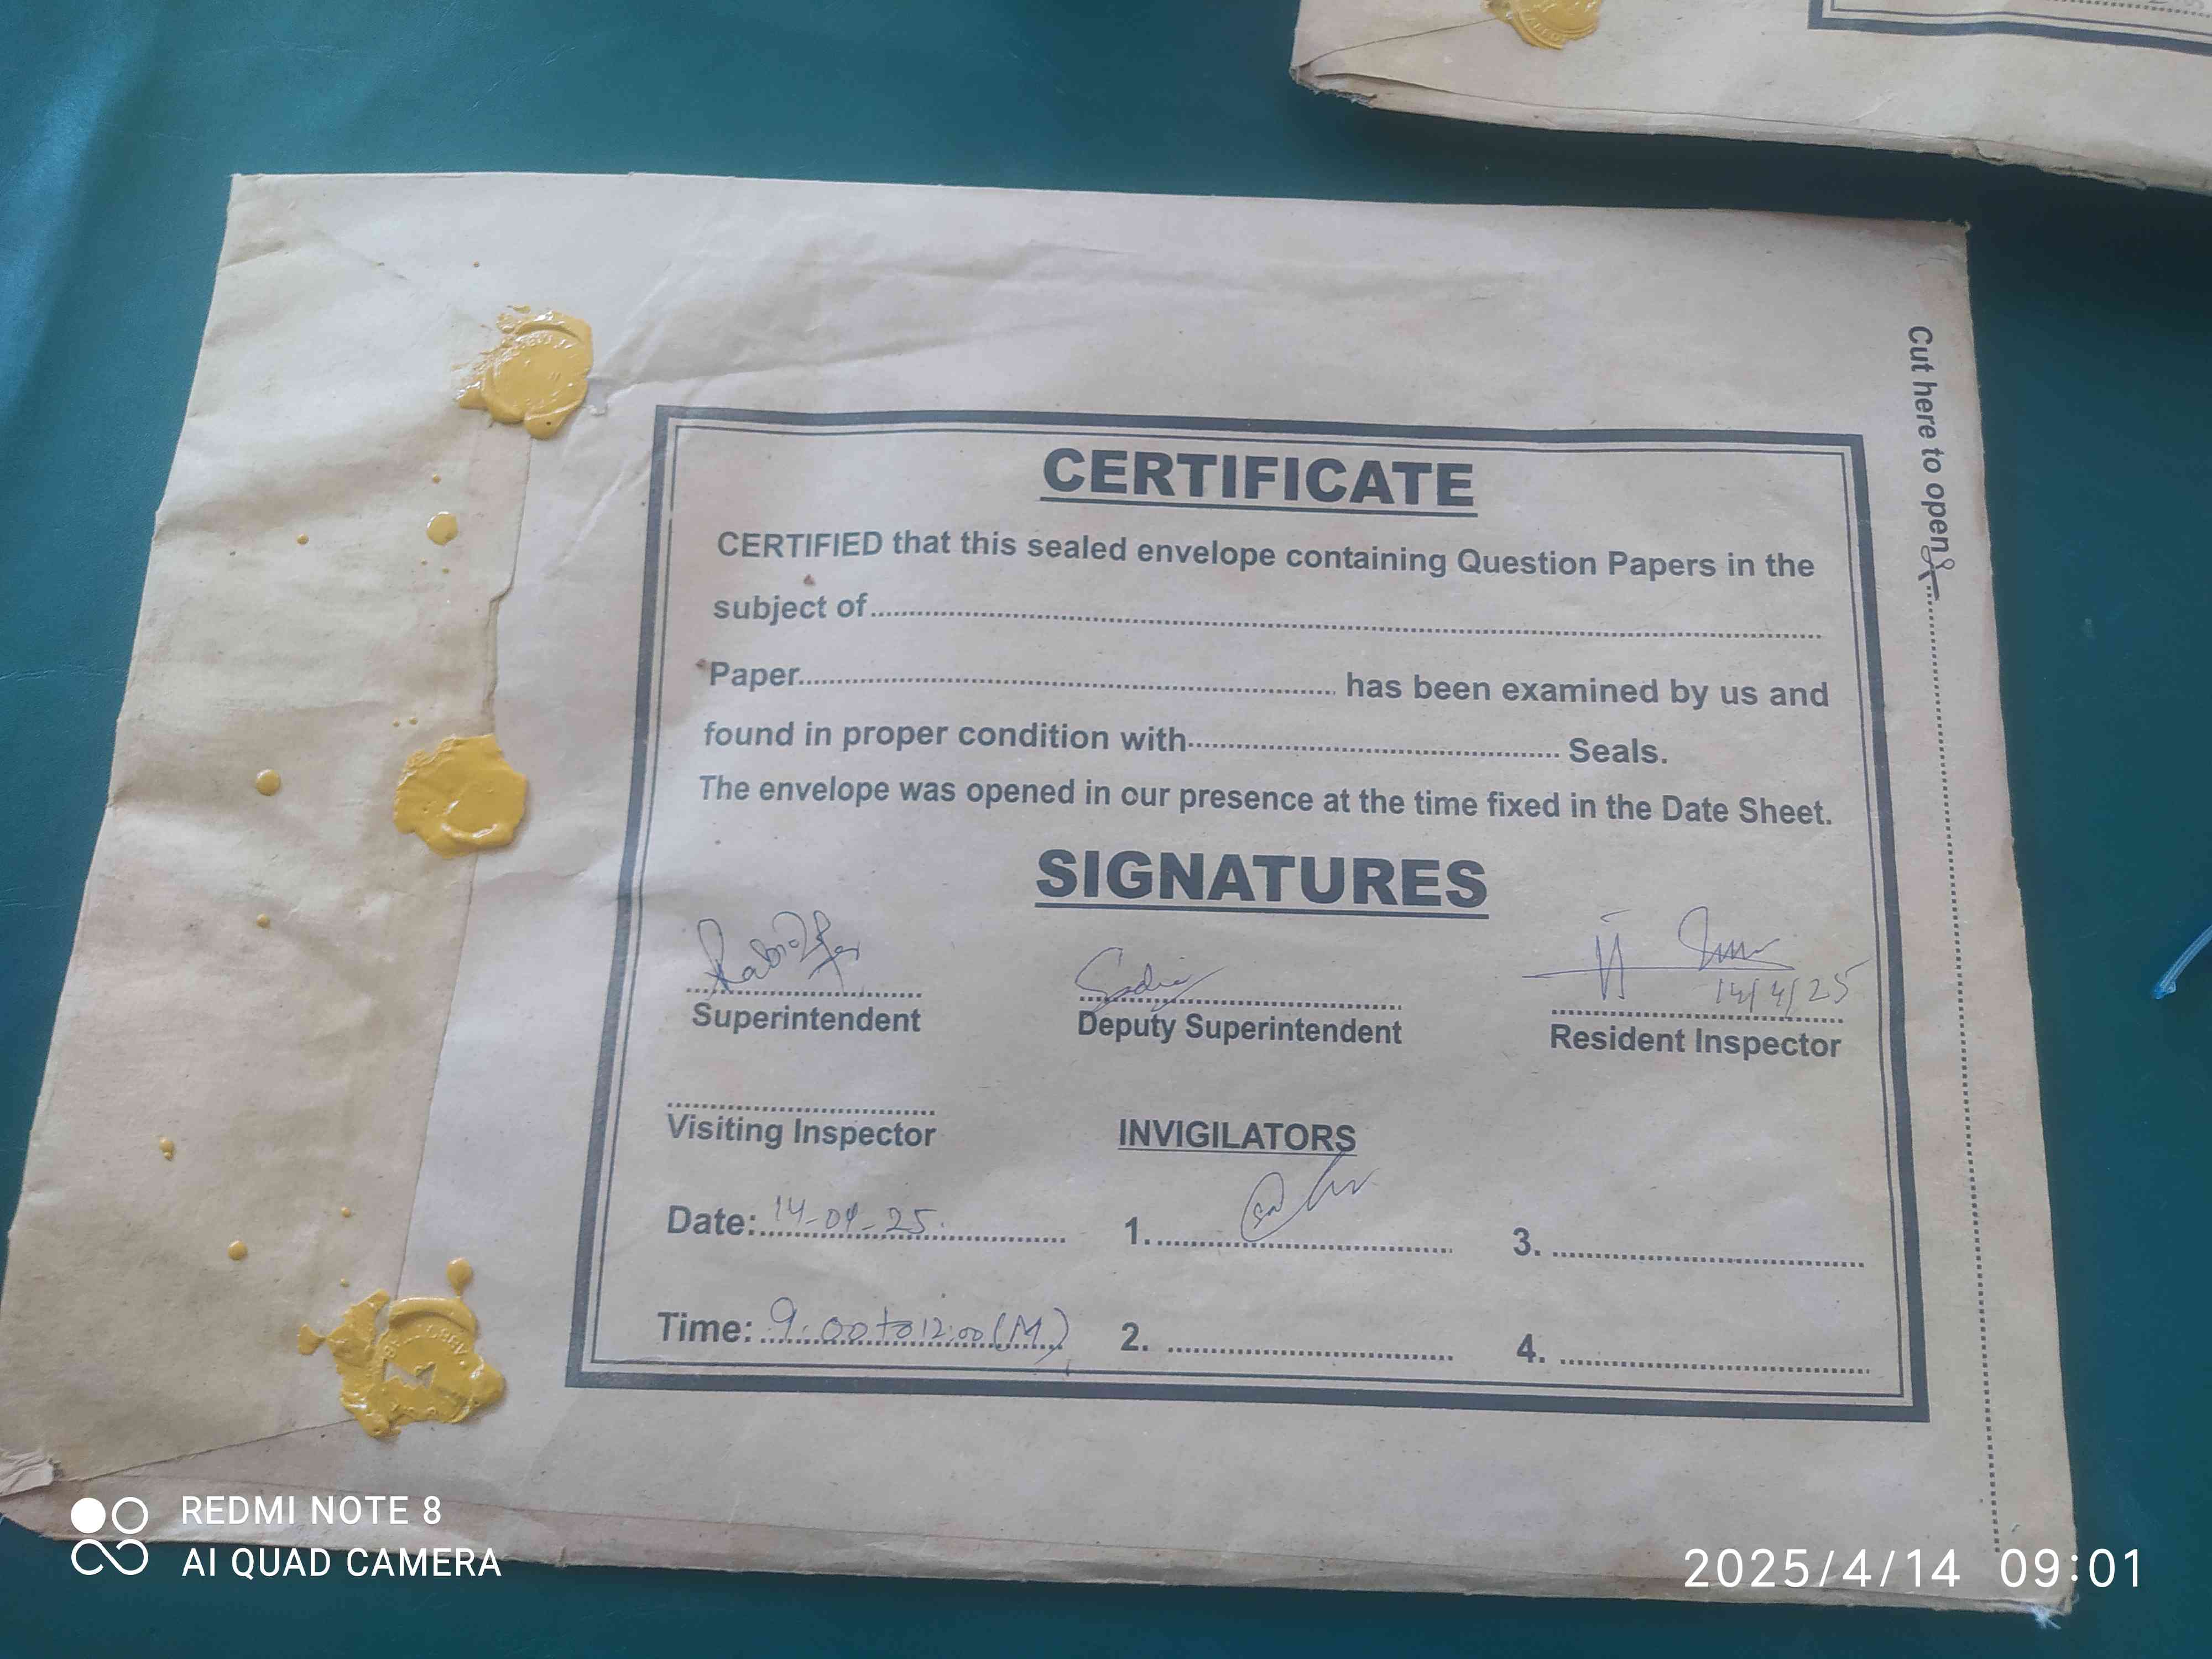 CERTIFICATE
CERTIFIED that this sealed envelope containing Question Papers in the
subject of
Paper has been examined by us and
found in proper condition with Seals.
The envelope was opened in our presence at the time fixed in the Date Sheet.
SIGNATURES
Sadia
14/4/25
Superintendent Deputy Superintendent Resident Inspector
Visiting Inspector INVIGILATORS
Date: 14-04-25. 1. 3.
Time: 9:00 to 12:00 (M) 2. 4.
Cut here to open
REDMI NOTE 8
AI QUAD CAMERA
2025/4/14 09:01